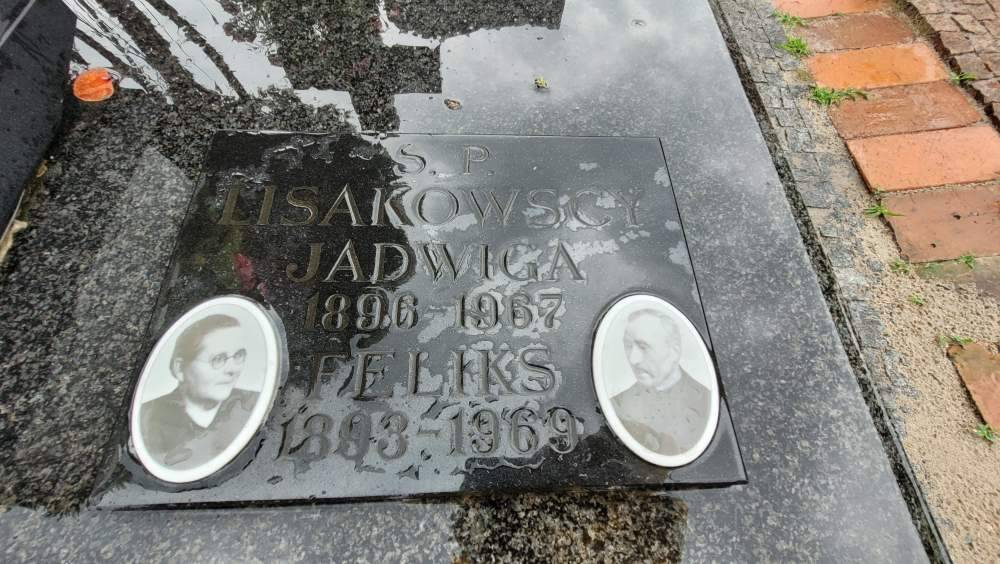 S. P.
LISAKOWSCY
JADWIGA
1896 - 1967
FELIKS
1893 - 1969